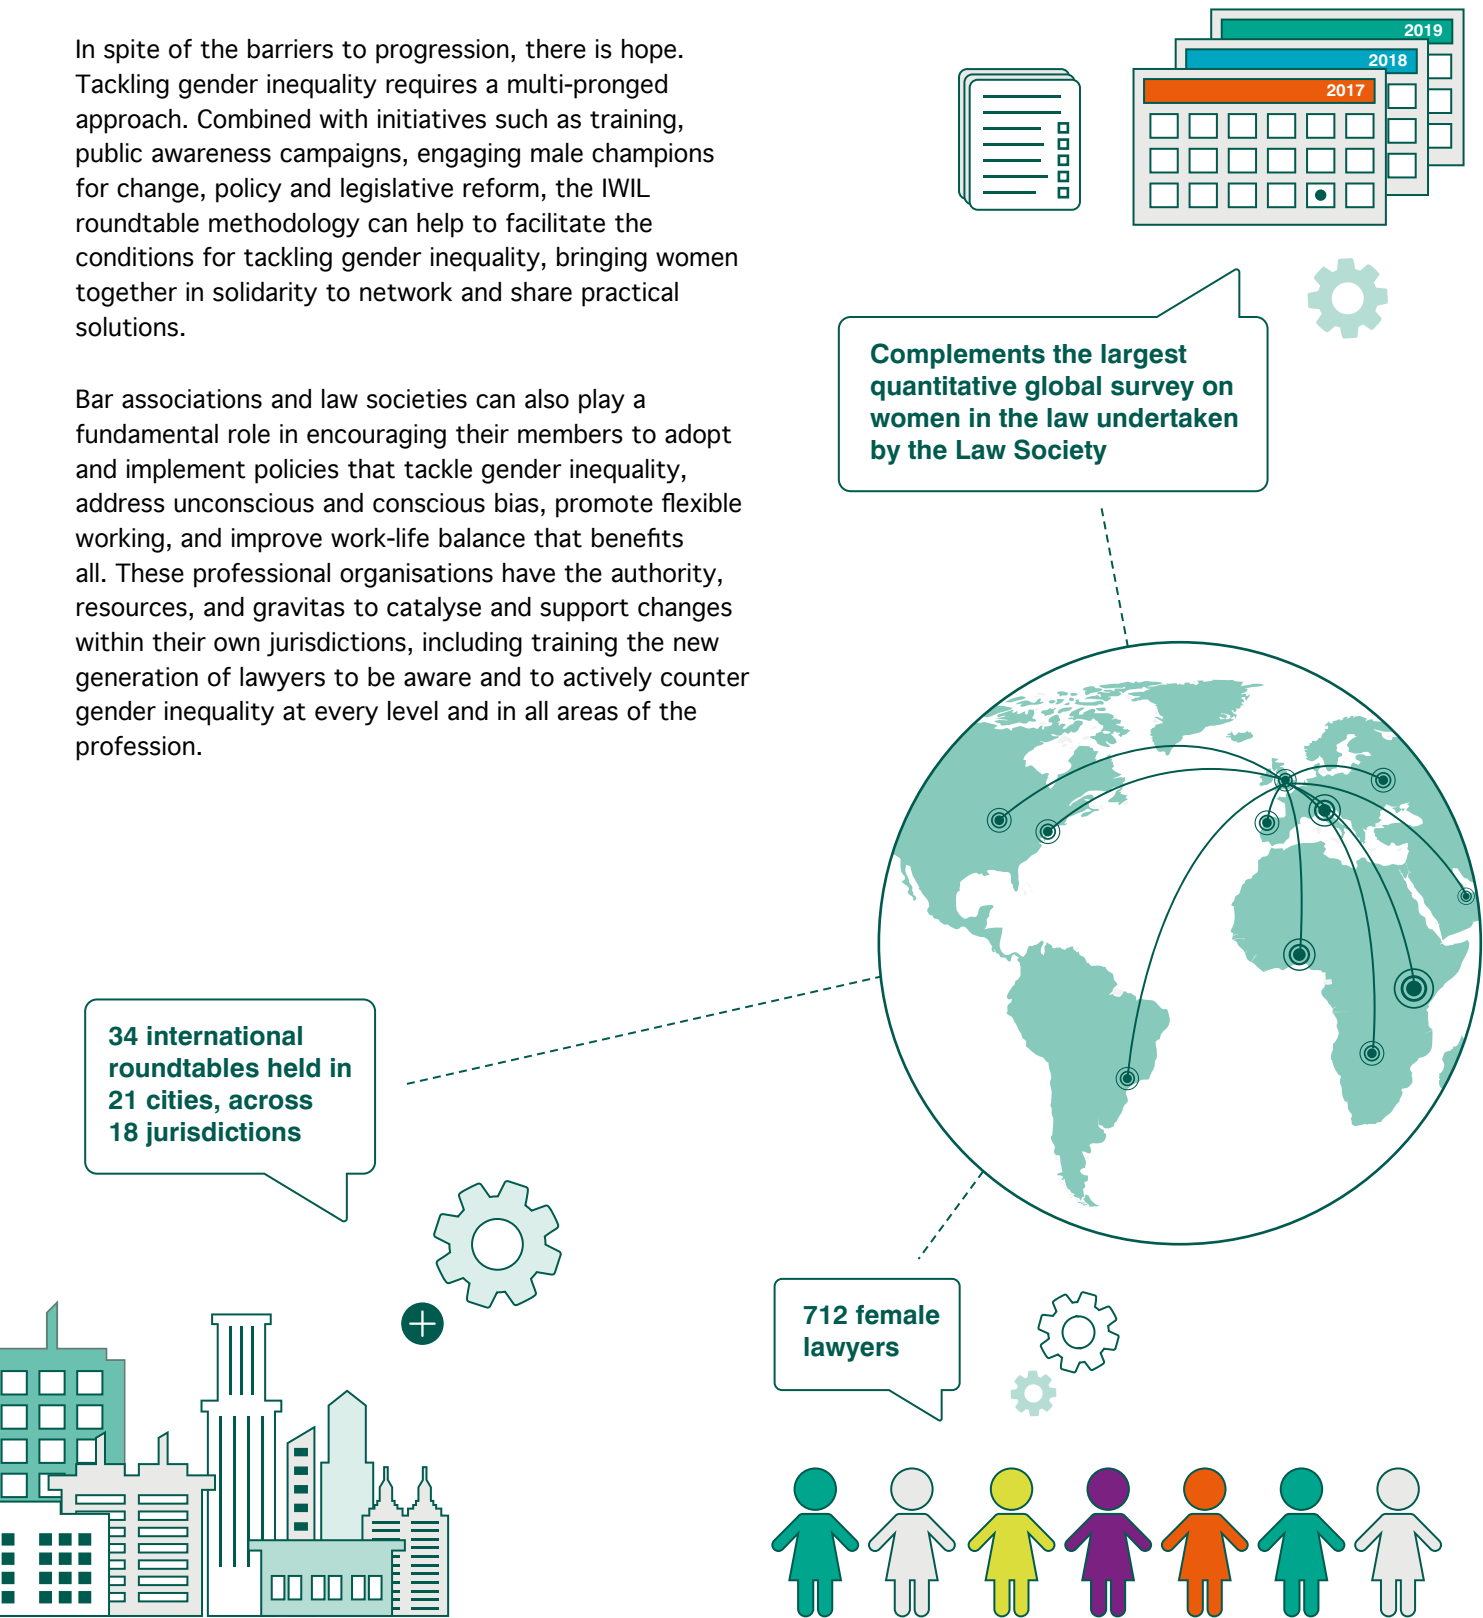 In spite of the barriers to progression, there is hope.
Tackling gender inequality requires a multi-pronged
approach. Combined with initiatives such as training,
public awareness campaigns, engaging male champions
for change, policy and legislative reform, the IWIL
roundtable methodology can help to facilitate the
conditions for tackling gender inequality, bringing women
together in solidarity to network and share practical
solutions.
Bar associations and law societies can also play a
fundamental role in encouraging their members to adopt
and implement policies that tackle gender inequality,
address unconscious and conscious bias, promote flexible
working, and improve work-life balance that benefits
all. These professional organisations have the authority,
resources, and gravitas to catalyse and support changes
within their own jurisdictions, including training the new
generation of lawyers to be aware and to actively counter
gender inequality at every level and in all areas of the
profession.
2019
2018
2017
Complements the largest
quantitative global survey on
women in the law undertaken
by the Law Society
34 international
roundtables held in
21 cities, across
18 jurisdictions
712 female
lawyers